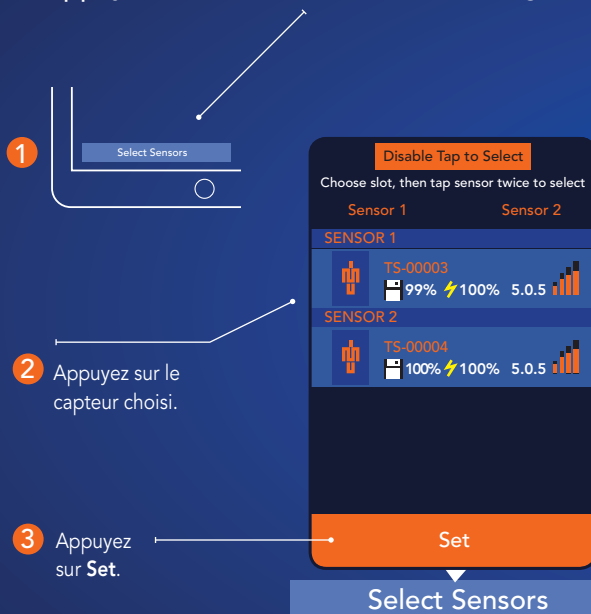 1
Select Sensors
Disable Tap to Select
Choose slot, then tap sensor twice to select
Sensor 1 Sensor 2
SENSOR 1
TS-00003
99% 100% 5.0.5
SENSOR 2
TS-00004
100% 100% 5.0.5
2 Appuyez sur le
capteur choisi.
3 Appuyez
sur Set.
Set
Select Sensors